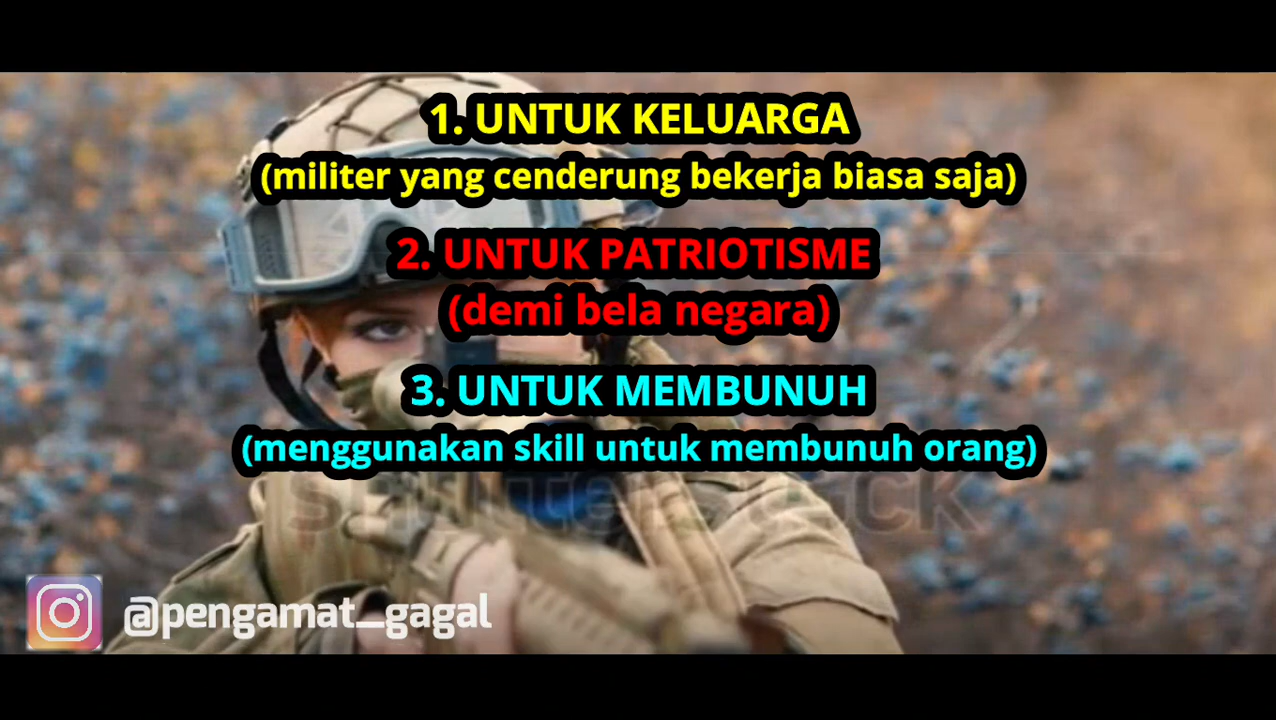 1. UNTUK KELUARGA
(militer yang cenderung bekerja biasa saja)
2. UNTUK PATRIOTISME
(demi bela negara)
3. UNTUK MEMBUNUH
(menggunakan skill untuk membunuh orang)
shutterstock
@pengamat_gagal